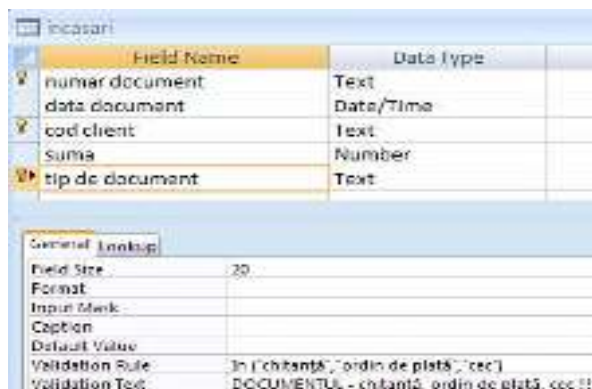 incasari
Field Name Data Type
numar document Text
data document Date/Time
cod client Text
suma Number
tip de document Text
General Lookup
Field Size 20
Format
Input Mask
Caption
Default Value
Validation Rule In ("chitanță","ordin de plată","cec")
Validation Text DOCUMENTUL - chitanță, ordin de plată, cec !!